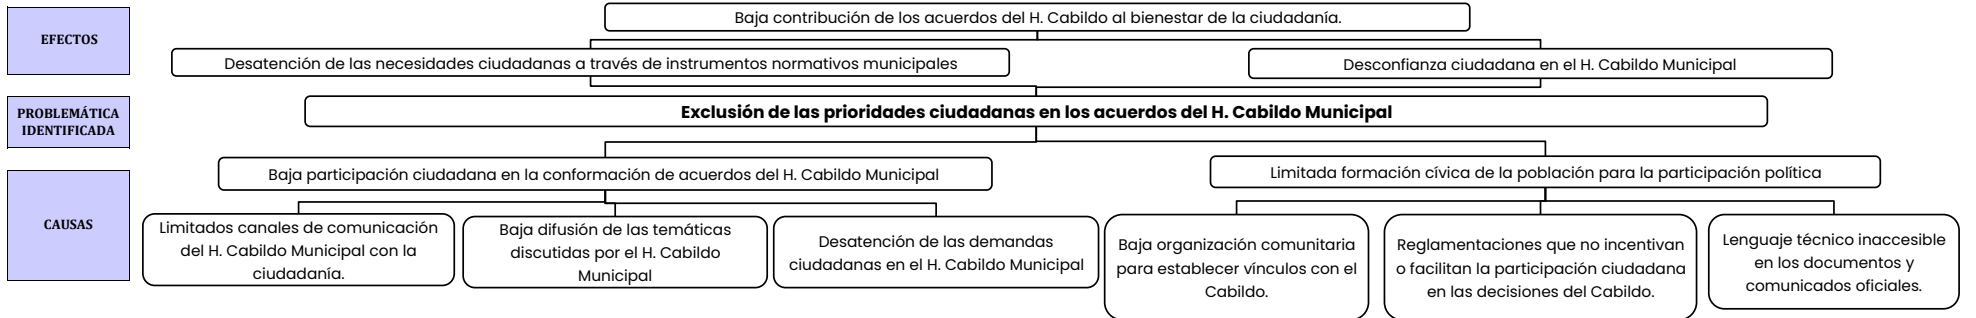 EFECTOS
Baja contribución de los acuerdos del H. Cabildo al bienestar de la ciudadanía.
Desatención de las necesidades ciudadanas a través de instrumentos normativos municipales
Desconfianza ciudadana en el H. Cabildo Municipal
PROBLEMÁTICA
IDENTIFICADA
Exclusión de las prioridades ciudadanas en los acuerdos del H. Cabildo Municipal
CAUSAS
Baja participación ciudadana en la conformación de acuerdos del H. Cabildo Municipal
Limitada formación cívica de la población para la participación política
Limitados canales de comunicación
del H. Cabildo Municipal con la
ciudadanía.
Baja difusión de las temáticas
discutidas por el H. Cabildo
Municipal
Desatención de las demandas
ciudadanas en el H. Cabildo Municipal
Baja organización comunitaria
para establecer vínculos con el
Cabildo.
Reglamentaciones que no incentivan
o facilitan la participación ciudadana
en las decisiones del Cabildo.
Lenguaje técnico inaccesible
en los documentos y
comunicados oficiales.